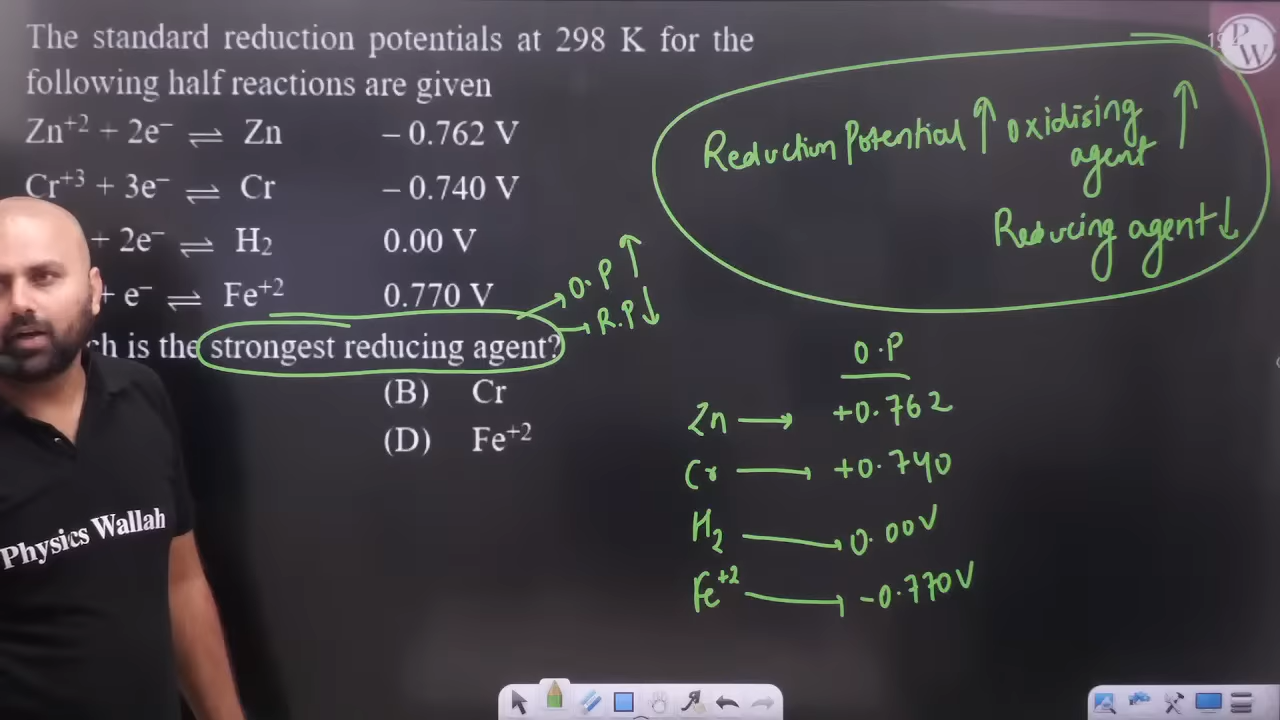 The standard reduction potentials at 298 K for the
following half reactions are given
Zn⁺² + 2e⁻ ⇌ Zn − 0.762 V
Cr⁺³ + 3e⁻ ⇌ Cr − 0.740 V
+ 2e⁻ ⇌ H₂ 0.00 V
+ e⁻ ⇌ Fe⁺² 0.770 V
is the strongest reducing agent?
(B) Cr
(D) Fe⁺²
O.P ↑
R.P ↓
Reduction Potential ↑ oxidising agent ↑
Reducing agent ↓
O.P
Zn → +0.762
Cr → +0.740
H₂ → 0.00V
Fe⁺² → -0.770V
PW
Physics Wallah